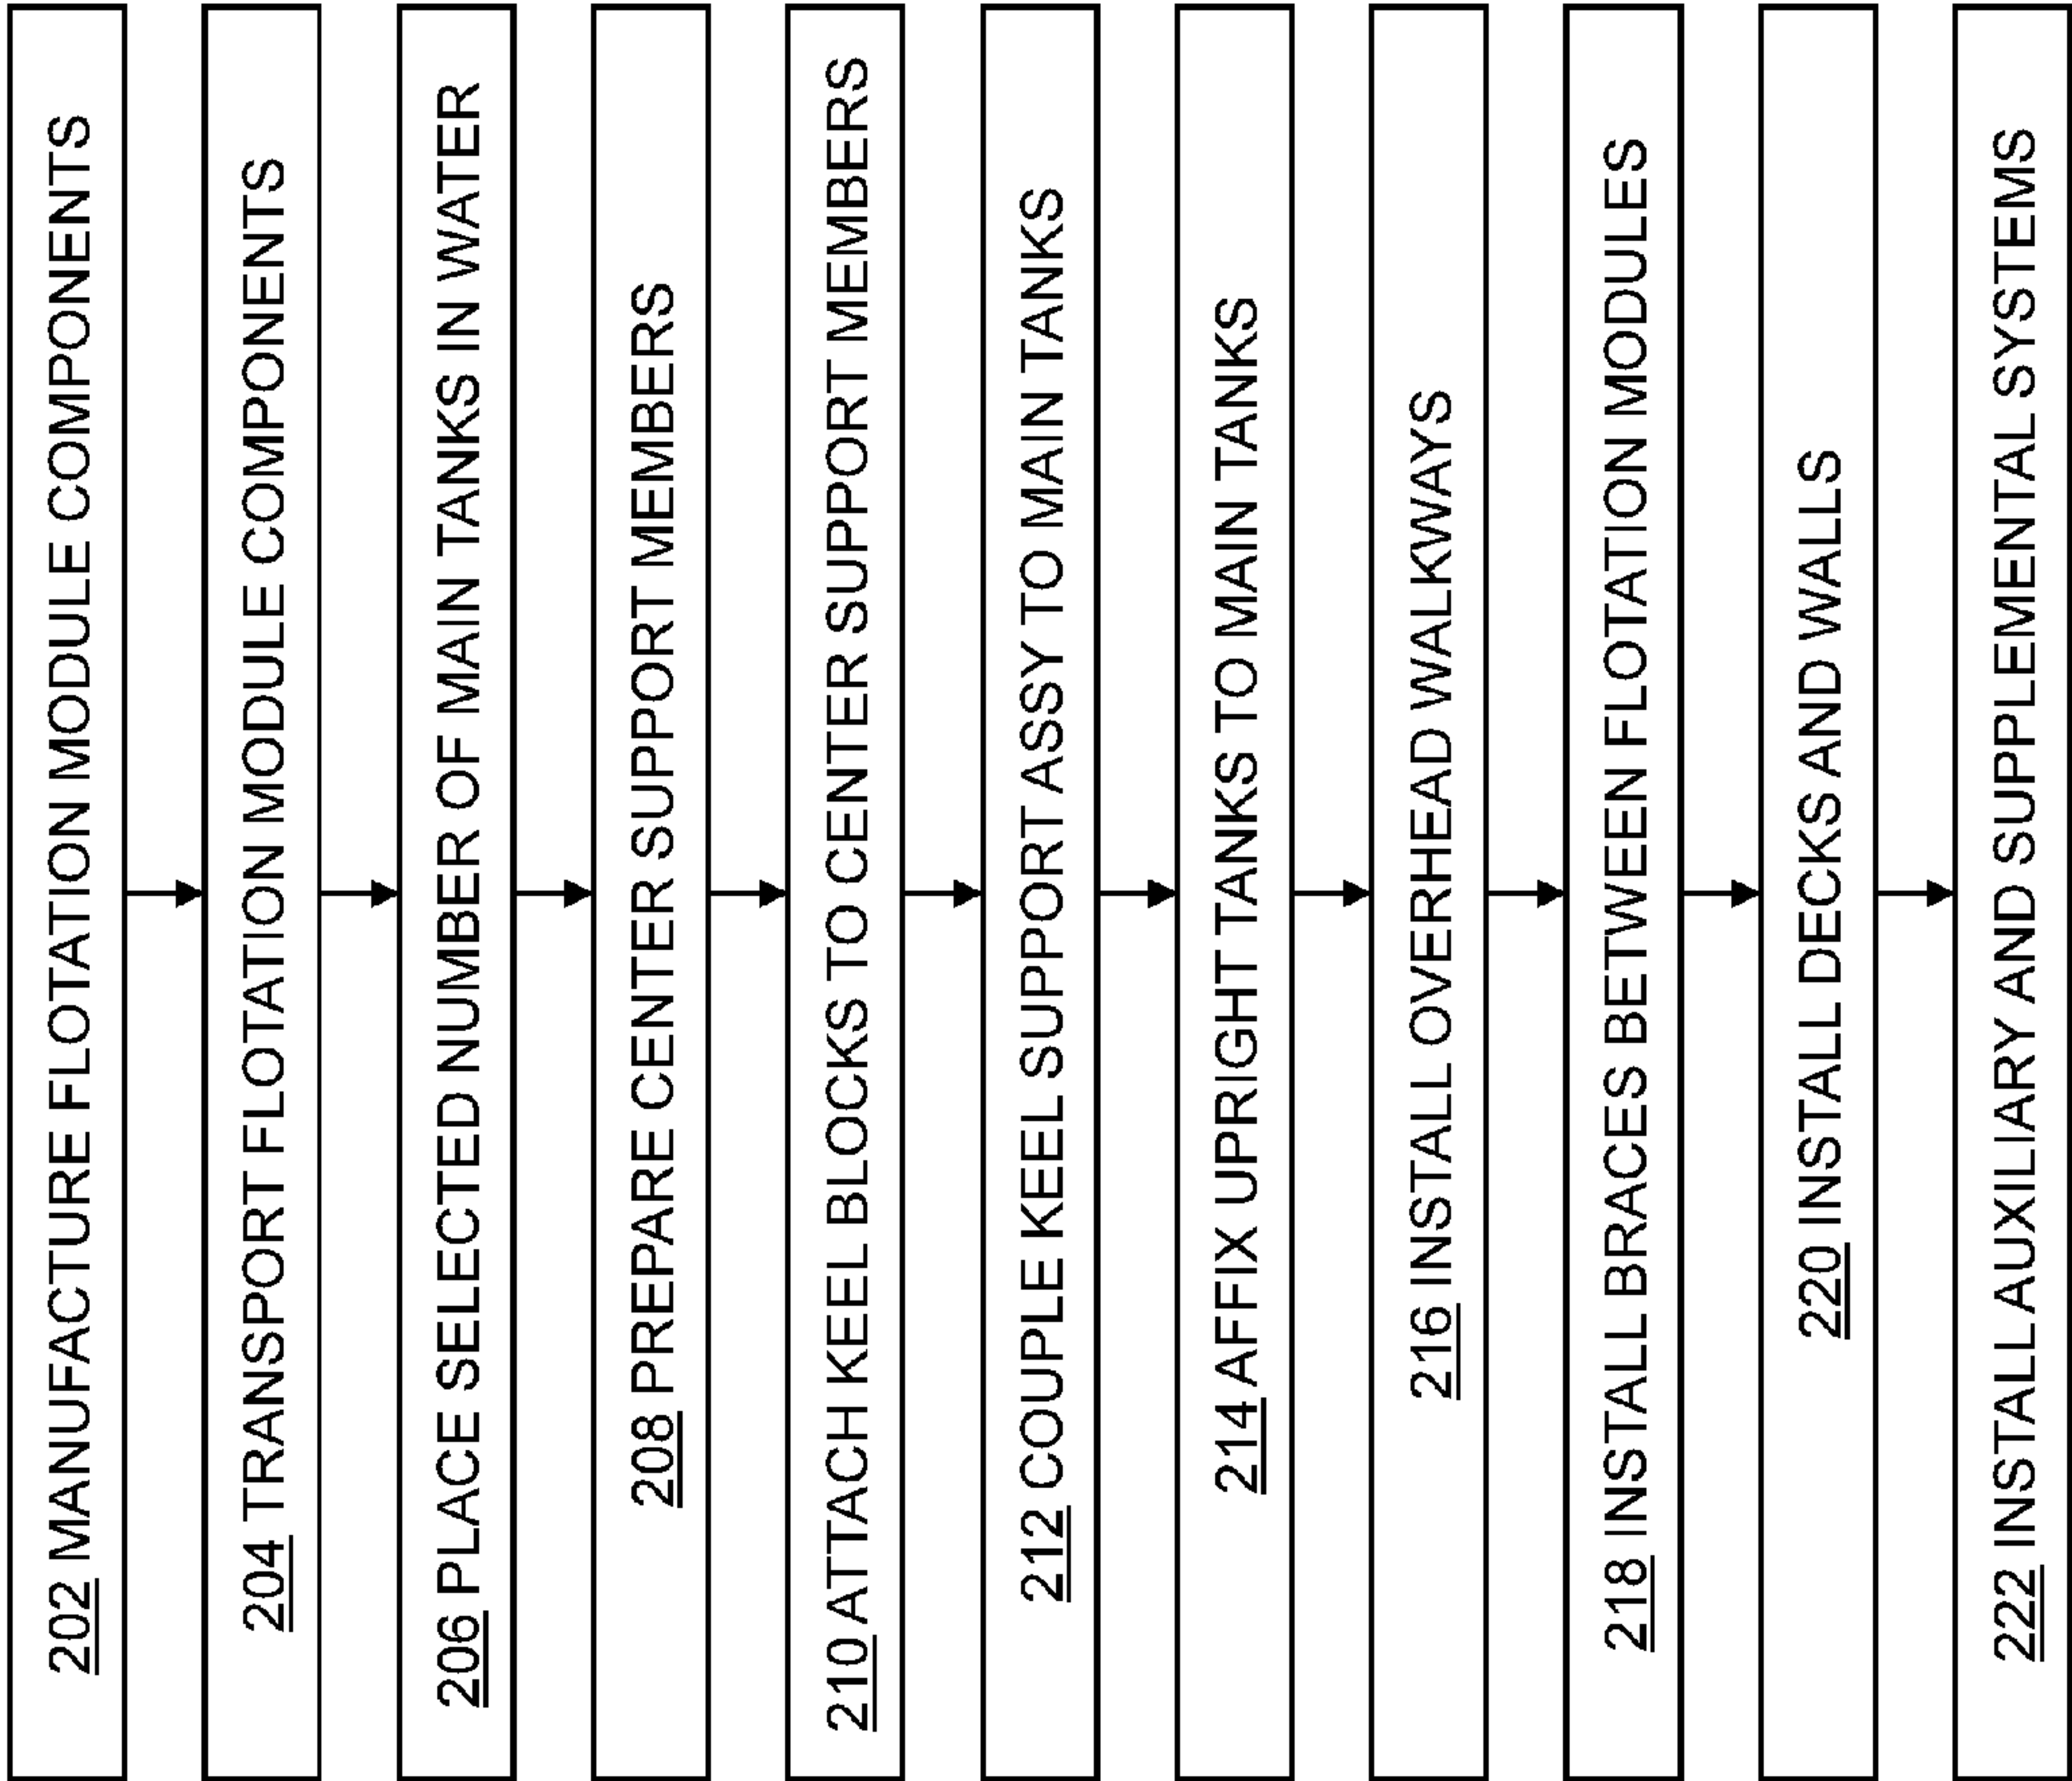 202 MANUFACTURE FLOTATION MODULE COMPONENTS
204 TRANSPORT FLOTATION MODULE COMPONENTS
206 PLACE SELECTED NUMBER OF MAIN TANKS IN WATER
208 PREPARE CENTER SUPPORT MEMBERS
210 ATTACH KEEL BLOCKS TO CENTER SUPPORT MEMBERS
212 COUPLE KEEL SUPPORT ASSY TO MAIN TANKS
214 AFFIX UPRIGHT TANKS TO MAIN TANKS
216 INSTALL OVERHEAD WALKWAYS
218 INSTALL BRACES BETWEEN FLOTATION MODULES
220 INSTALL DECKS AND WALLS
222 INSTALL AUXILIARY AND SUPPLEMENTAL SYSTEMS